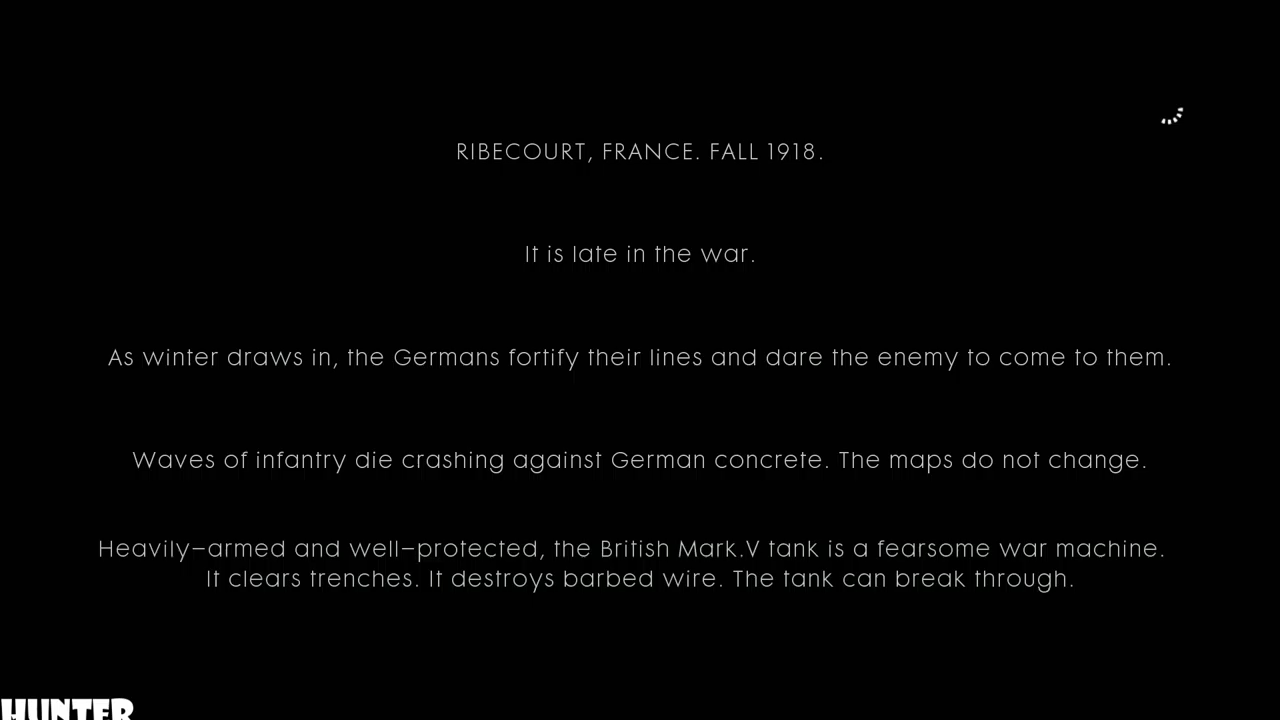 RIBECOURT, FRANCE. FALL 1918.
It is late in the war.
As winter draws in, the Germans fortify their lines and dare the enemy to come to them.
Waves of infantry die crashing against German concrete. The maps do not change.
Heavily–armed and well–protected, the British Mark.V tank is a fearsome war machine.
It clears trenches. It destroys barbed wire. The tank can break through.
HUNTER